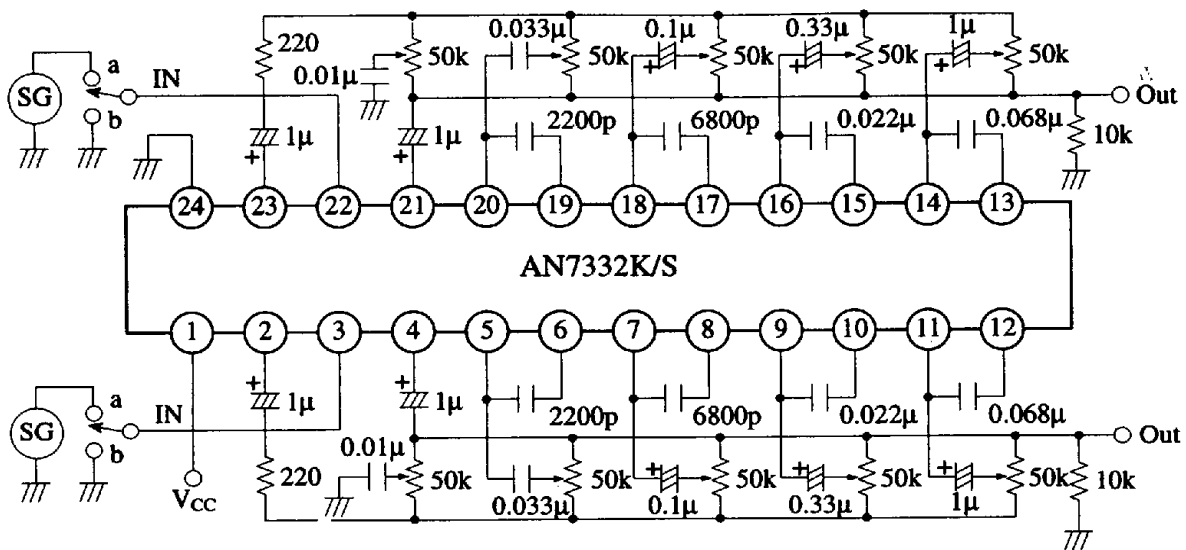 220
0.01µ
50k
0.033µ
50k
0.1µ
50k
0.33µ
50k
1µ
50k
SG
a
b
IN
1µ
1µ
2200p
6800p
0.022µ
0.068µ
Out
10k
+
+
+
+
+
24
23
22
21
20
19
18
17
16
15
14
13
AN7332K/S
1
2
3
4
5
6
7
8
9
10
11
12
+
+
SG
a
b
IN
1µ
1µ
2200p
6800p
0.022µ
0.068µ
Out
VCC
220
0.01µ
50k
0.033µ
50k
+
0.1µ
50k
+
0.33µ
50k
+
1µ
50k
10k